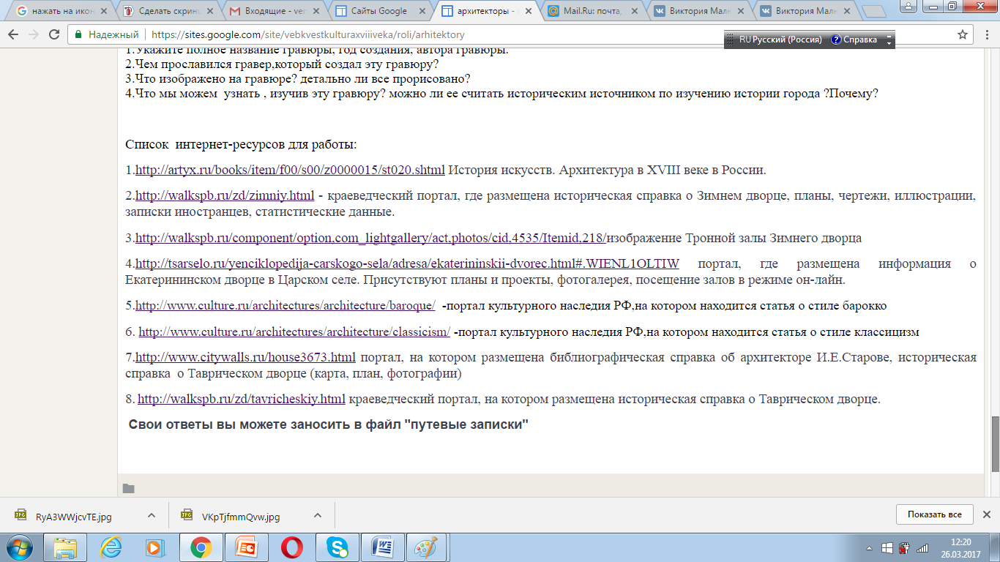 нажать на икон
Сделать скринш
Входящие - ver
Сайты Google
архитекторы -
Mail.Ru: почта,
Виктория Малю
Виктория Малю
Надежный
https://sites.google.com/site/vebkvestkulturaxviiiveka/roli/arhitektory
RU Русский (Россия) Справка
1.Укажите полное название гравюры, год создания, автора гравюры.
2.Чем прославился гравер,который создал эту гравюру?
3.Что изображено на гравюре? детально ли все прорисовано?
4.Что мы можем узнать , изучив эту гравюру? можно ли ее считать историческим источником по изучению истории города ?Почему?
Список интернет-ресурсов для работы:
1.http://artyx.ru/books/item/f00/s00/z0000015/st020.shtml История искусств. Архитектура в XVIII веке в России.
2.http://walkspb.ru/zd/zimniy.html - краеведческий портал, где размещена историческая справка о Зимнем дворце, планы, чертежи, иллюстрации,
записки иностранцев, статистические данные.
3.http://walkspb.ru/component/option,com_lightgallery/act,photos/cid,4535/Itemid,218/изображение Тронной залы Зимнего дворца
4.http://tsarselo.ru/yenciklopedija-carskogo-sela/adresa/ekaterininskii-dvorec.html#.WIENL1OLTIW портал, где размещена информация о
Екатерининском дворце в Царском селе. Присутствуют планы и проекты, фотогалерея, посещение залов в режиме он-лайн.
5.http://www.culture.ru/architectures/architecture/baroque/ -портал культурного наследия РФ,на котором находится статья о стиле барокко
6. http://www.culture.ru/architectures/architecture/classicism/ -портал культурного наследия РФ,на котором находится статья о стиле классицизм
7.http://www.citywalls.ru/house3673.html портал, на котором размещена библиографическая справка об архитекторе И.Е.Старове, историческая
справка о Таврическом дворце (карта, план, фотографии)
8. http://walkspb.ru/zd/tavricheskiy.html краеведческий портал, на котором размещена историческая справка о Таврическом дворце.
Свои ответы вы можете заносить в файл "путевые записки"
RyA3WWjcvTE.jpg
VKpTjfmmQvw.jpg
Показать все
12:20
26.03.2017